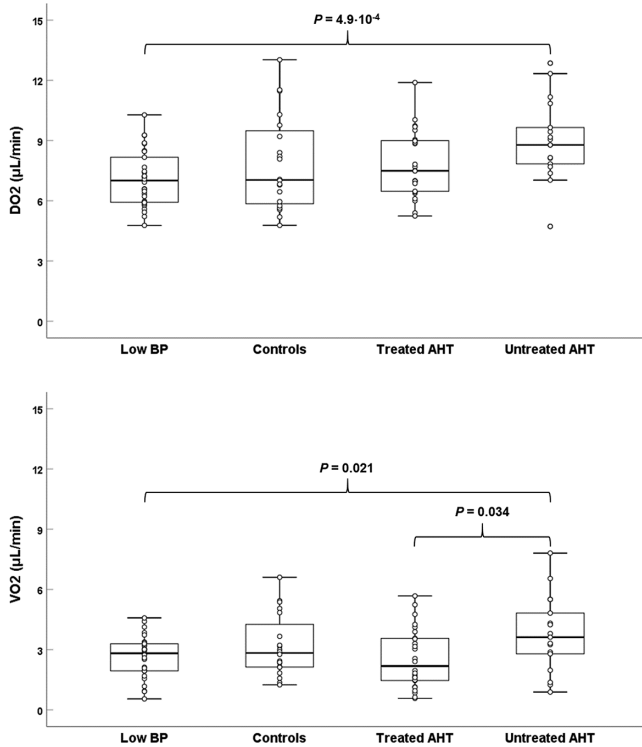 P = 4.9·10-4
15
12
9
6
3
0
DO2 (µL/min)
Low BP Controls Treated AHT Untreated AHT
15
12
9
6
3
0
VO2 (µL/min)
P = 0.021
P = 0.034
Low BP Controls Treated AHT Untreated AHT